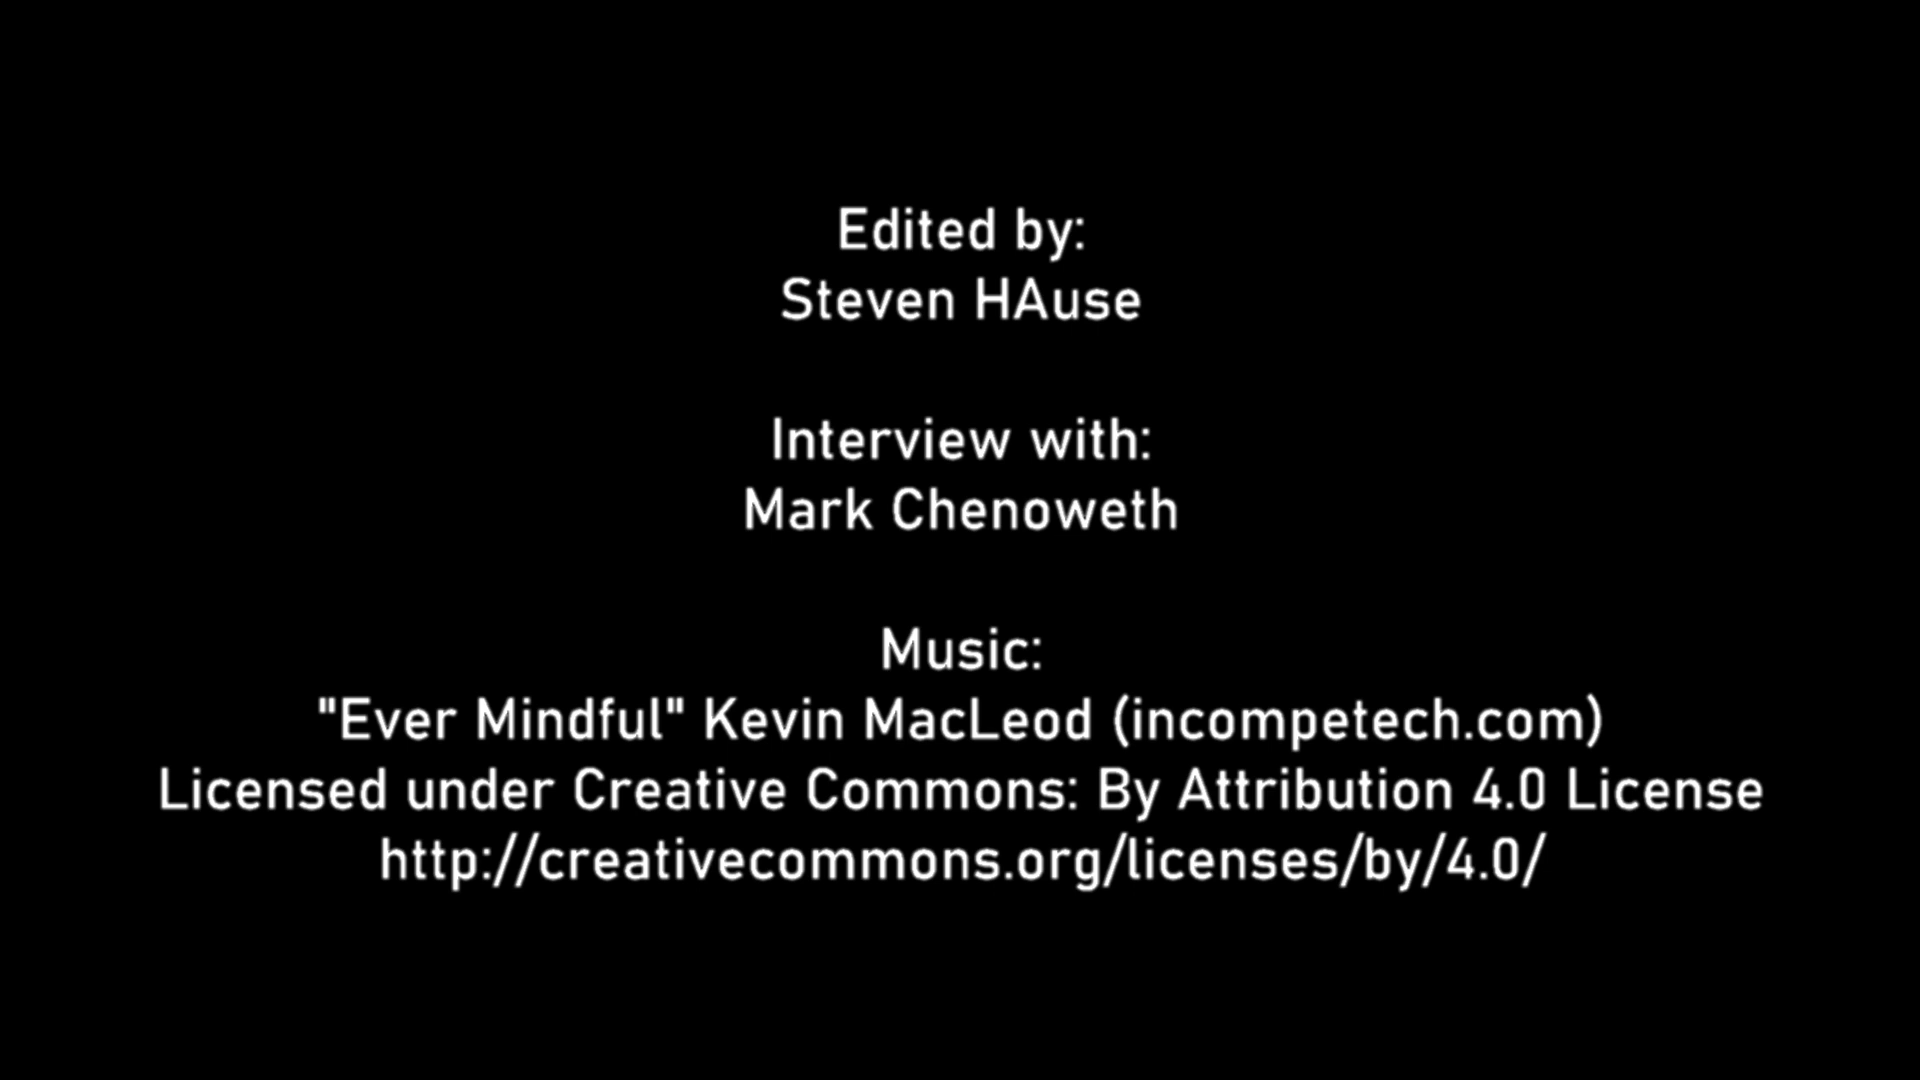 Edited by:
Steven HAuse
Interview with:
Mark Chenoweth
Music:
"Ever Mindful" Kevin MacLeod (incompetech.com)
Licensed under Creative Commons: By Attribution 4.0 License
http://creativecommons.org/licenses/by/4.0/